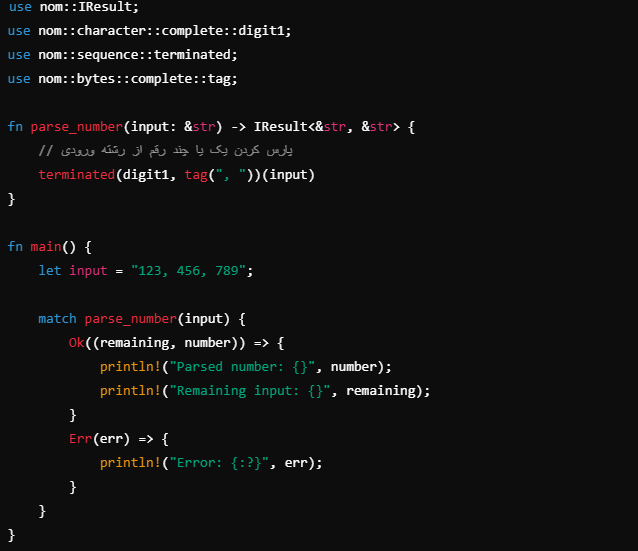 use nom::IResult;
use nom::character::complete::digit1;
use nom::sequence::terminated;
use nom::bytes::complete::tag;
fn parse_number(input: &str) -> IResult<&str, &str> {
// پارس کردن یک یا چند رقم از رشته ورودی
terminated(digit1, tag(", "))(input)
}
fn main() {
let input = "123, 456, 789";
match parse_number(input) {
Ok((remaining, number)) => {
println!("Parsed number: {}", number);
println!("Remaining input: {}", remaining);
}
Err(err) => {
println!("Error: {:?}", err);
}
}
}